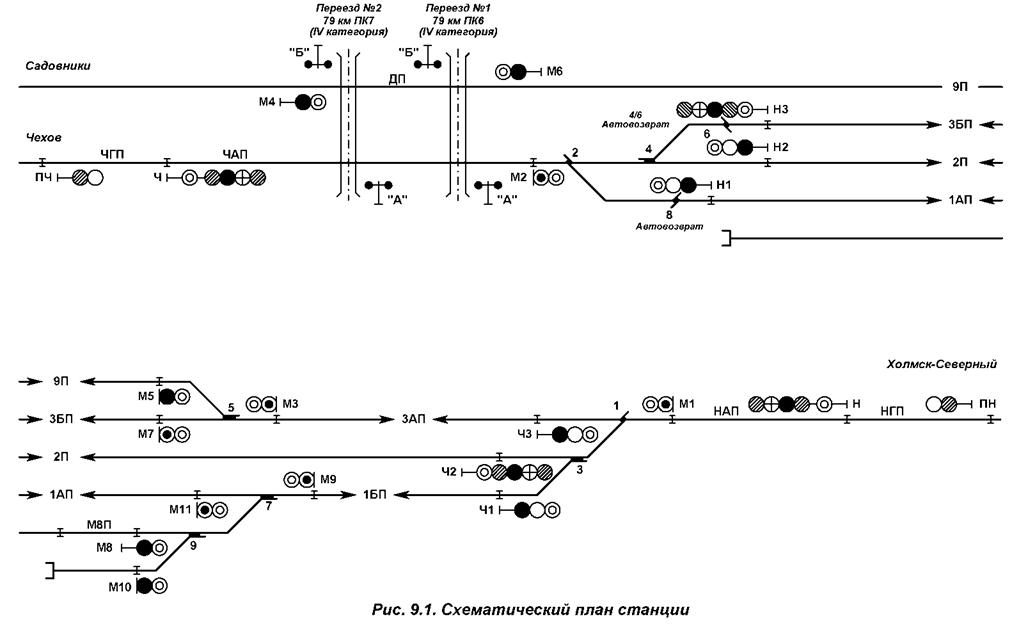 Переезд №2
79 км ПК7
(IV категория)
Переезд №1
79 км ПК6
(IV категория)
"Б"
"Б"
Садовники
ДП
М6
9П
М4
4/6
Автовозврат
Н3
3БП
6
Чехов
ЧГП
ЧАП
2
4
Н2
2П
ПЧ
Ч
М2
"А"
"А"
Н1
1АП
8
Автовозврат
Холмск-Северный
9П
М5
М3
5
3БП
М7
3АП
1
М1
НАП
Н
НГП
ПН
Ч3
2П
Ч2
3
М9
1АП
М11
7
1БП
Ч1
М8П
М8
9
М10
Рис. 9.1. Схематический план станции